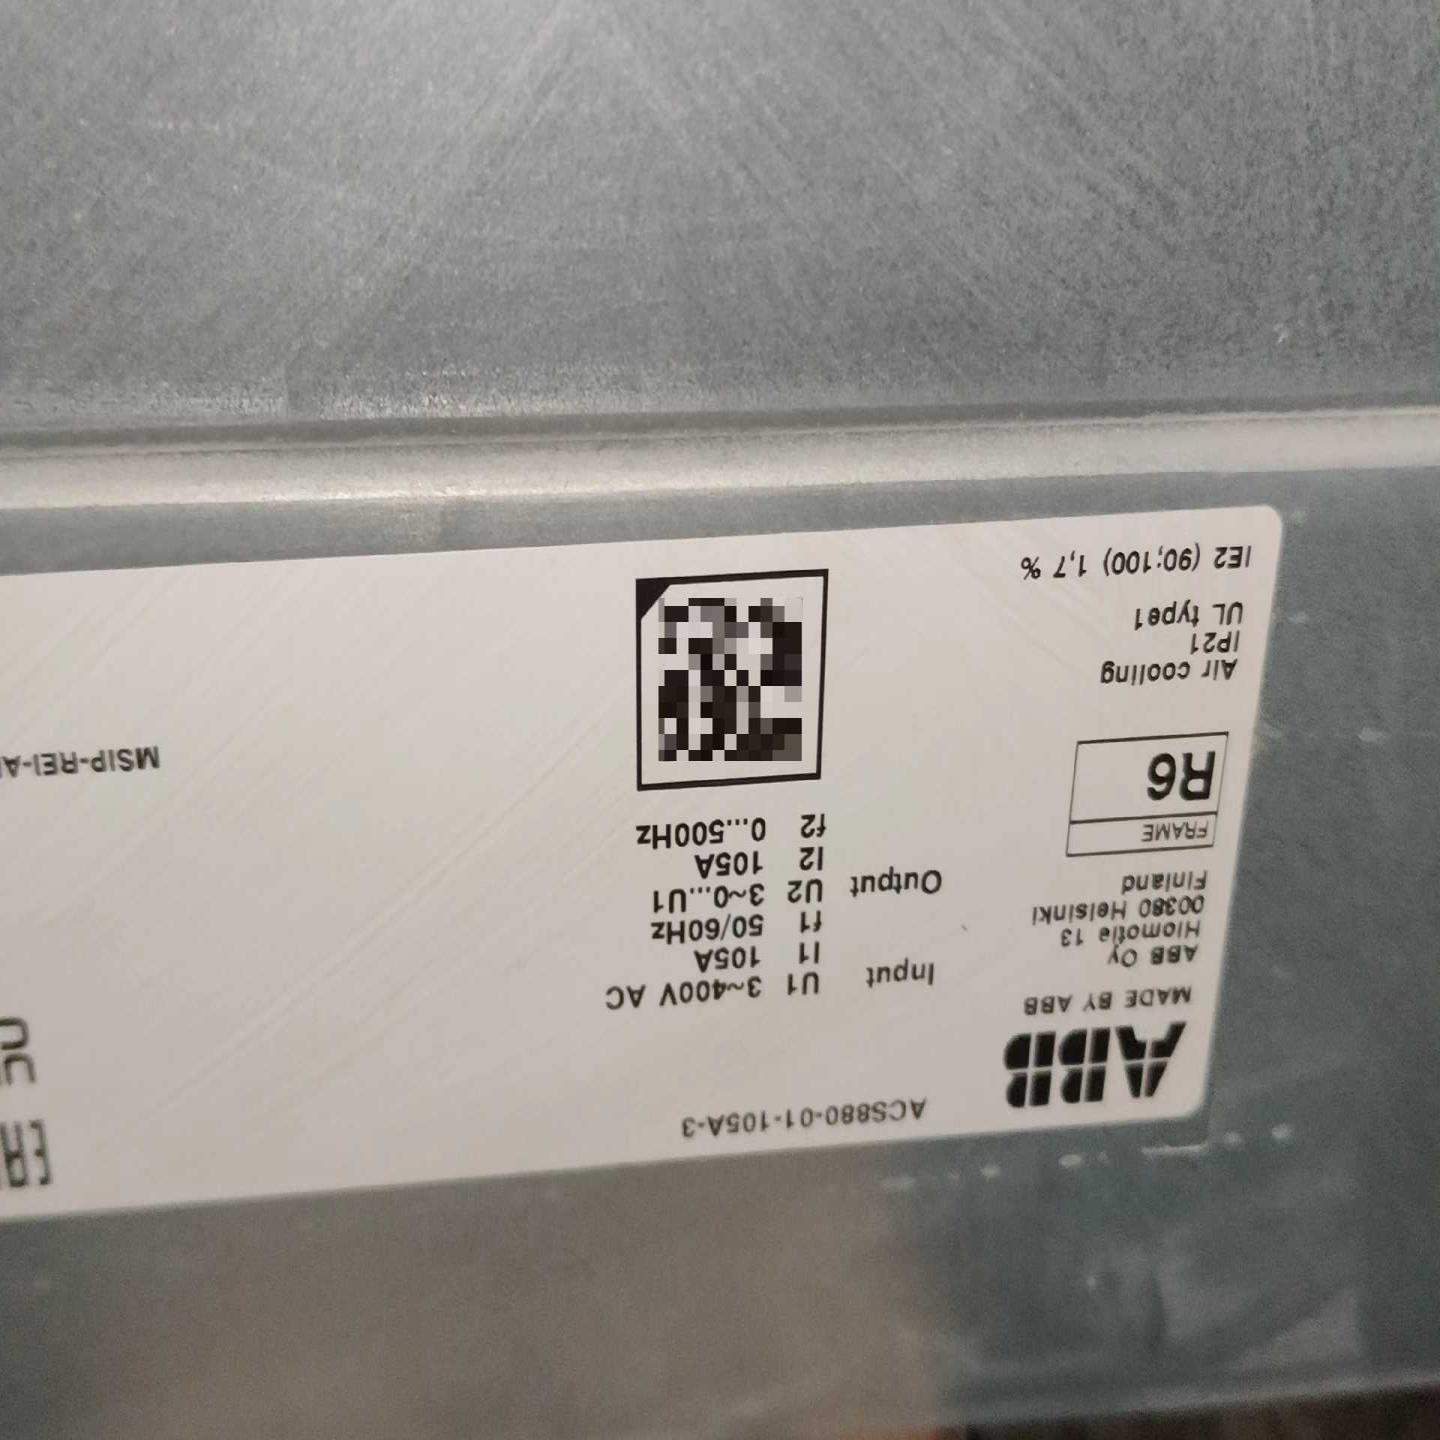 ACS880-01-105A-3
ABB
MADE BY ABB
ABB Oy
Hiomotie 13
00380 Helsinki
Finland
FRAME
R6
Air cooling
IP21
UL type1
IE2 (90;100) 1,7 %
Input U1 3~400V AC
I1 105A
f1 50/60Hz
Output U2 3~0...U1
I2 105A
f2 0...500Hz
EAC
MSIP-REI-A